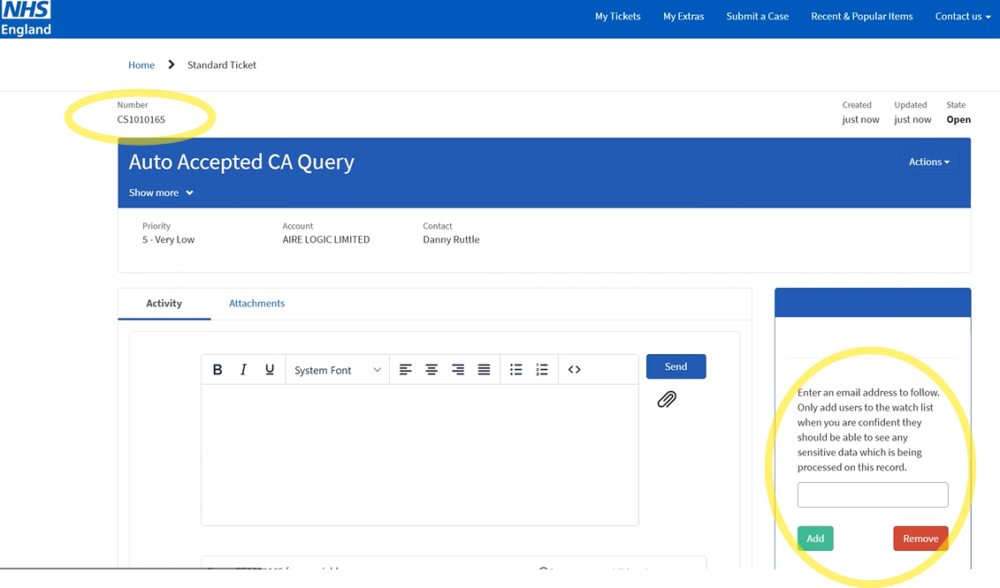 NHS
England
My Tickets My Extras Submit a Case Recent & Popular Items Contact us
Home Standard Ticket
Number
CS1010165
Created Updated State
just now just now Open
Auto Accepted CA Query
Actions
Show more
Priority Account Contact
5 - Very Low AIRE LOGIC LIMITED Danny Ruttle
Activity Attachments
B I U System Font
Send
Enter an email address to follow.
Only add users to the watch list
when you are confident they
should be able to see any
sensitive data which is being
processed on this record.
Add Remove